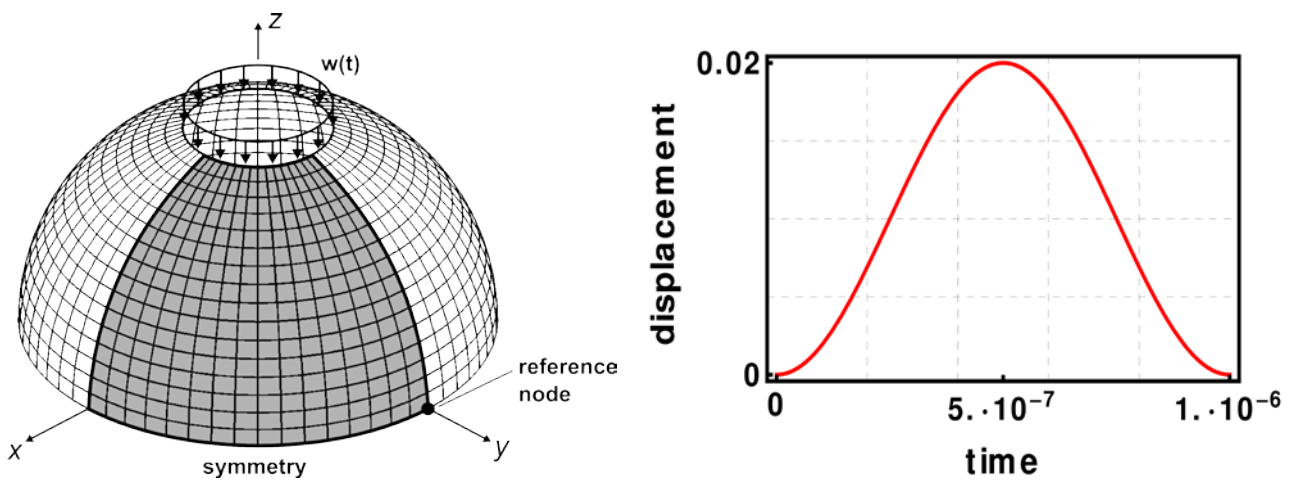 z
w(t)
reference
node
x
y
symmetry
displacement
0.02
0
0
5.·10⁻⁷
1.·10⁻⁶
time